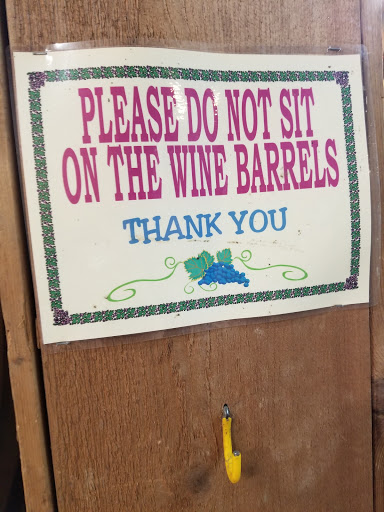 PLEASE DO NOT SIT
ON THE WINE BARRELS
THANK YOU